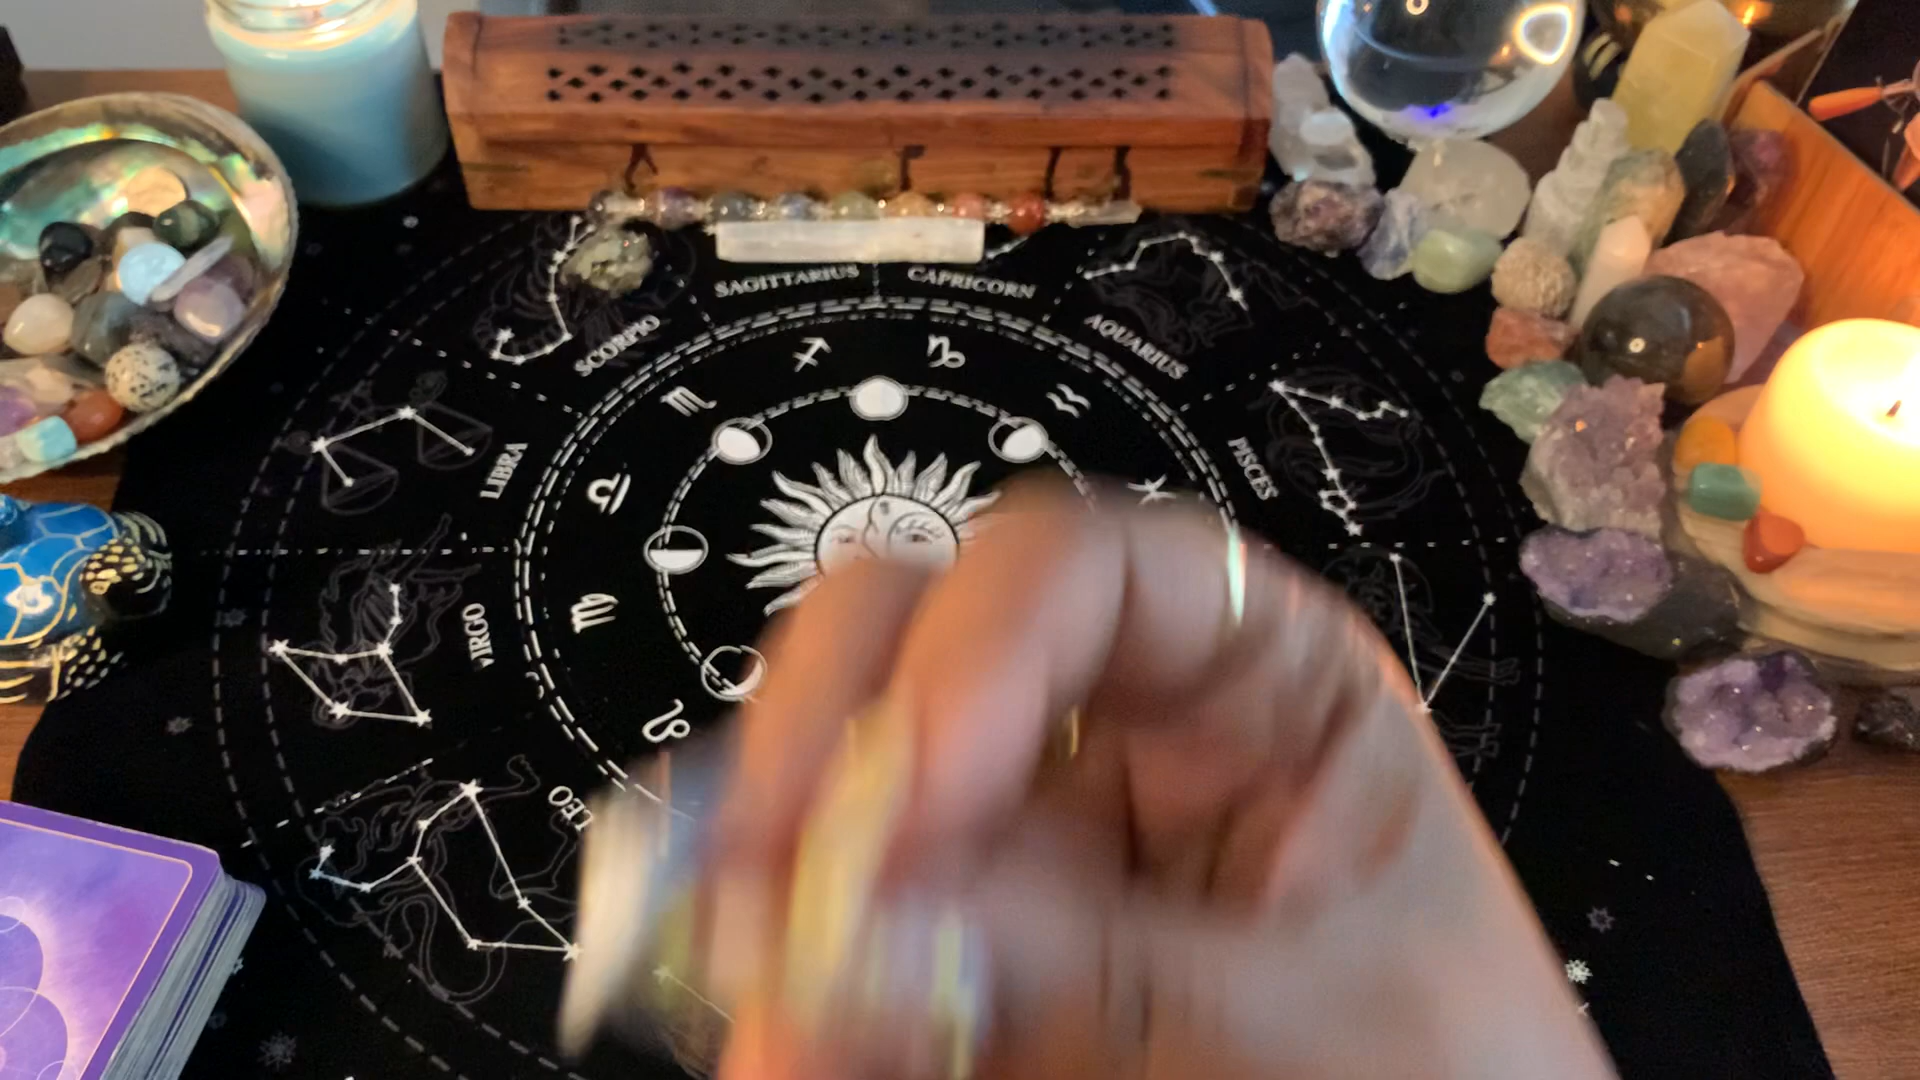 SAGITTARIUS
CAPRICORN
SCORPIO
AQUARIUS
LIBRA
PISCES
VIRGO
LEO